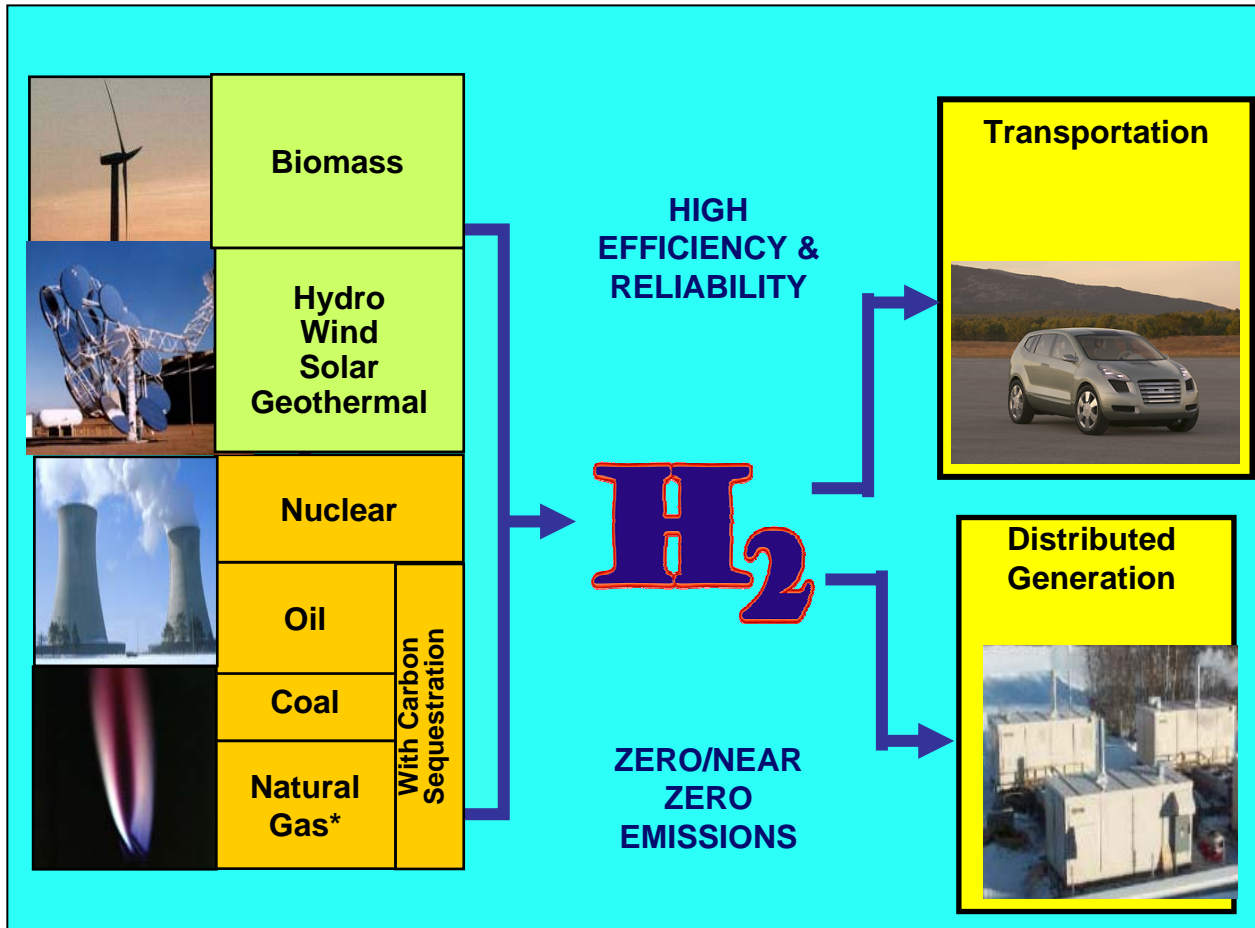 Biomass
Hydro
Wind
Solar
Geothermal
Nuclear
Oil
Coal
Natural
Gas*
With Carbon
Sequestration
HIGH
EFFICIENCY &
RELIABILITY
H2
ZERO/NEAR
ZERO
EMISSIONS
Transportation
Distributed
Generation